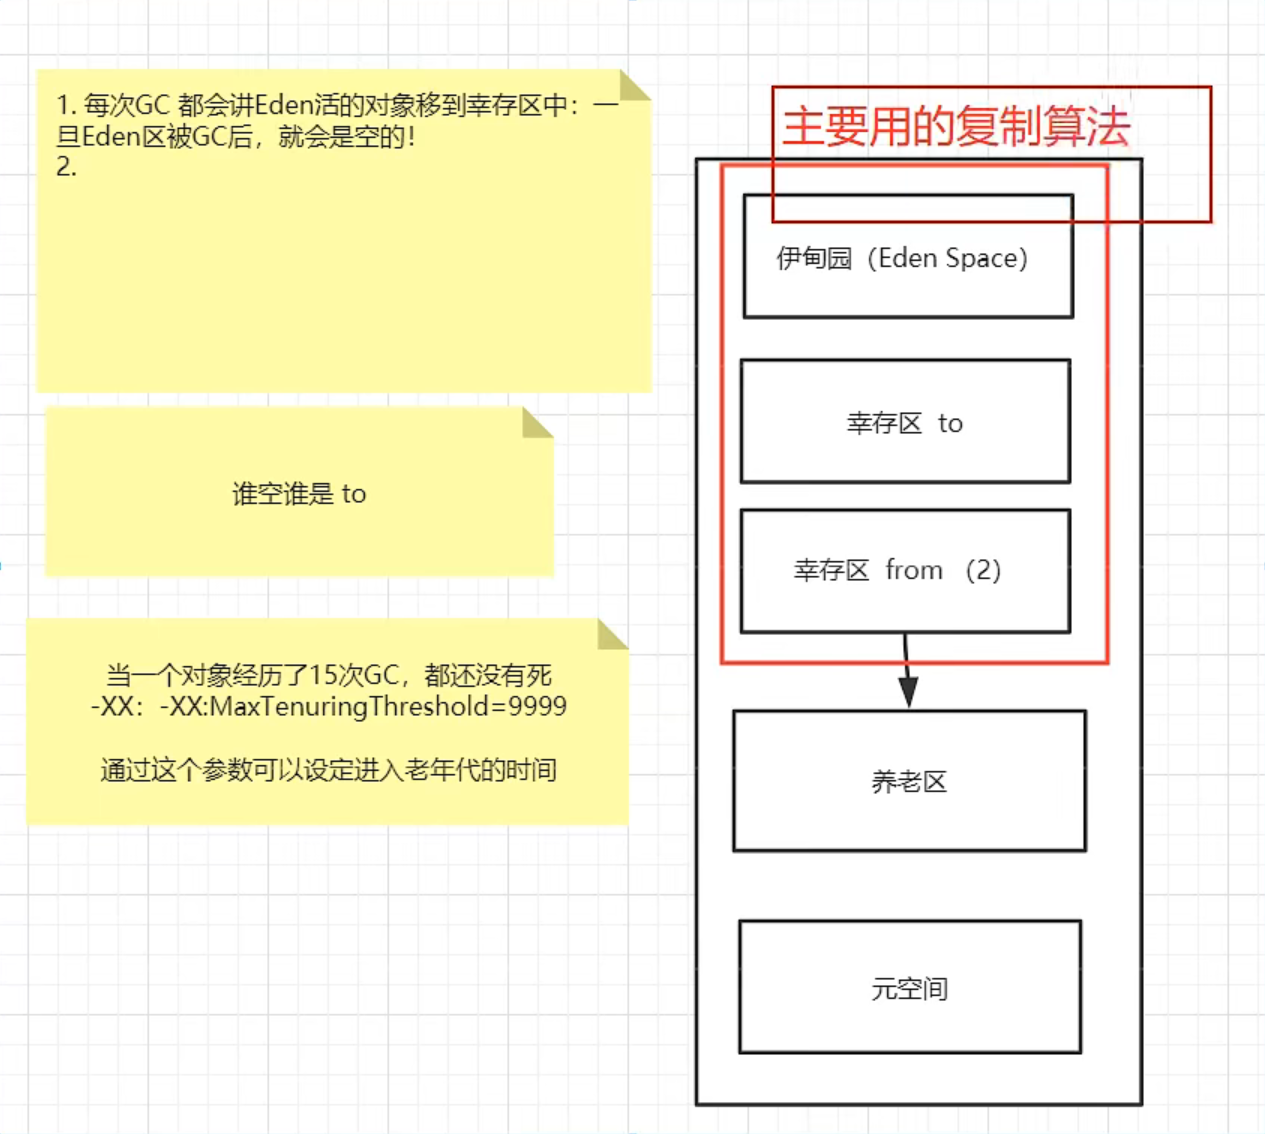 1. 每次GC 都会讲Eden活的对象移到幸存区中：一
旦Eden区被GC后，就会是空的！
2.
谁空谁是 to
当一个对象经历了15次GC，都还没有死
-XX：-XX:MaxTenuringThreshold=9999
通过这个参数可以设定进入老年代的时间
主要用的复制算法
伊甸园（Eden Space）
幸存区 to
幸存区 from （2）
养老区
元空间